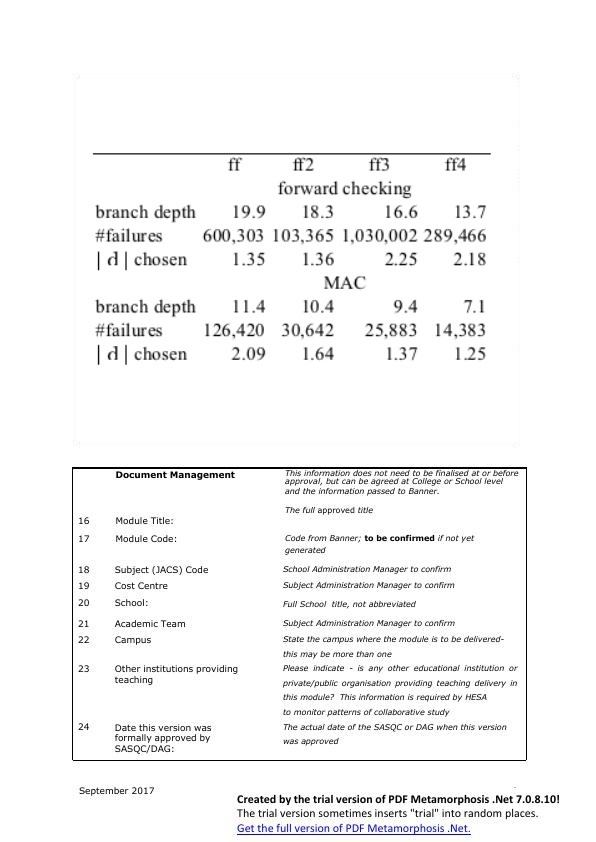 ff ff2 ff3 ff4
forward checking
branch depth 19.9 18.3 16.6 13.7
#failures 600,303 103,365 1,030,002 289,466
| d | chosen 1.35 1.36 2.25 2.18
MAC
branch depth 11.4 10.4 9.4 7.1
#failures 126,420 30,642 25,883 14,383
| d | chosen 2.09 1.64 1.37 1.25
Document Management
This information does not need to be finalised at or before
approval, but can be agreed at College or School level
and the information passed to Banner.
16 Module Title: The full approved title
17 Module Code: Code from Banner; to be confirmed if not yet
generated
18 Subject (JACS) Code School Administration Manager to confirm
19 Cost Centre Subject Administration Manager to confirm
20 School: Full School title, not abbreviated
21 Academic Team Subject Administration Manager to confirm
22 Campus State the campus where the module is to be delivered-
this may be more than one
23 Other institutions providing
teaching
Please indicate - is any other educational institution or
private/public organisation providing teaching delivery in
this module? This information is required by HESA
to monitor patterns of collaborative study
24 Date this version was
formally approved by
SASQC/DAG:
The actual date of the SASQC or DAG when this version
was approved
September 2017
Created by the trial version of PDF Metamorphosis .Net 7.0.8.10!
The trial version sometimes inserts "trial" into random places.
Get the full version of PDF Metamorphosis .Net.